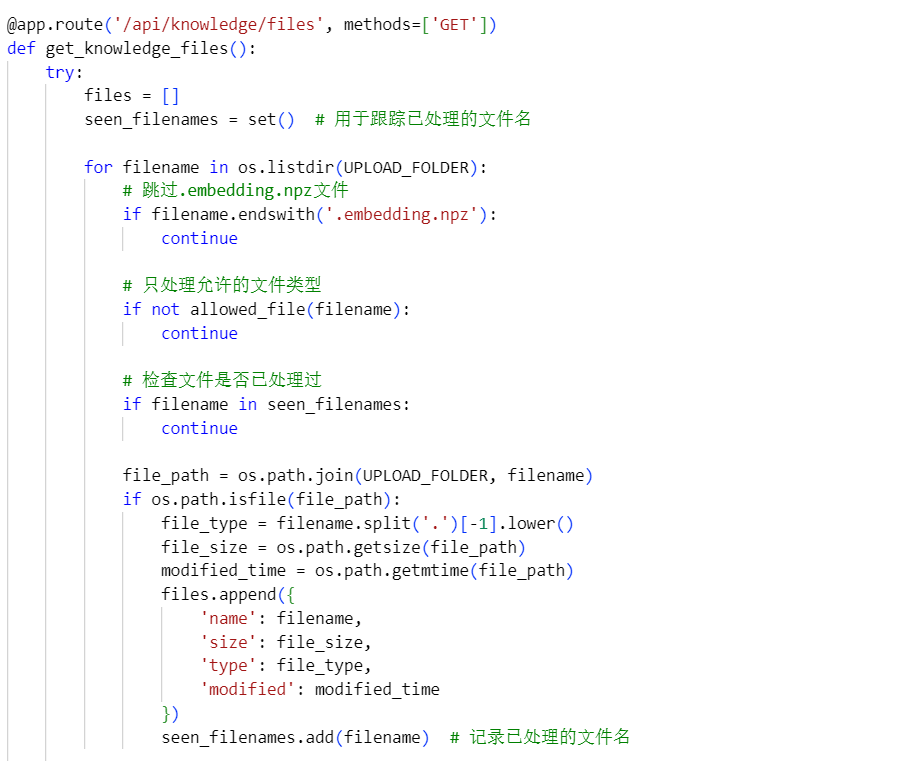 @app.route('/api/knowledge/files', methods=['GET'])
def get_knowledge_files():
    try:
        files = []
        seen_filenames = set()  # 用于跟踪已处理的文件名

        for filename in os.listdir(UPLOAD_FOLDER):
            # 跳过.embedding.npz文件
            if filename.endswith('.embedding.npz'):
                continue

            # 只处理允许的文件类型
            if not allowed_file(filename):
                continue

            # 检查文件是否已处理过
            if filename in seen_filenames:
                continue

            file_path = os.path.join(UPLOAD_FOLDER, filename)
            if os.path.isfile(file_path):
                file_type = filename.split('.')[-1].lower()
                file_size = os.path.getsize(file_path)
                modified_time = os.path.getmtime(file_path)
                files.append({
                    'name': filename,
                    'size': file_size,
                    'type': file_type,
                    'modified': modified_time
                })
                seen_filenames.add(filename)  # 记录已处理的文件名